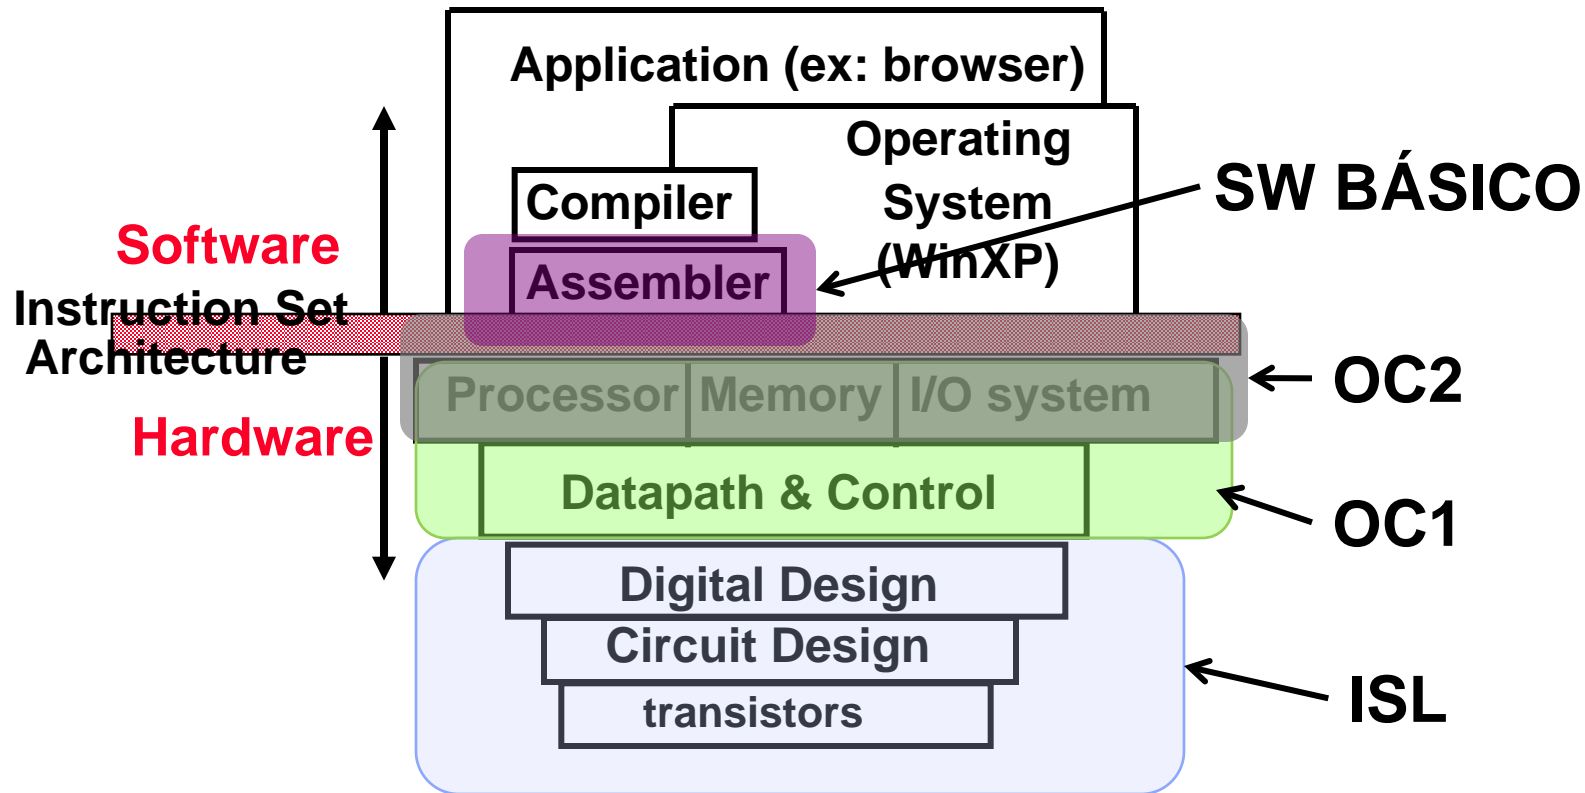 Application (ex: browser)
Operating
System
(WinXP)
Compiler
Assembler
SW BÁSICO
Software
Instruction Set
Architecture
Hardware
Processor
Memory
I/O system
OC2
Datapath & Control
OC1
Digital Design
Circuit Design
transistors
ISL